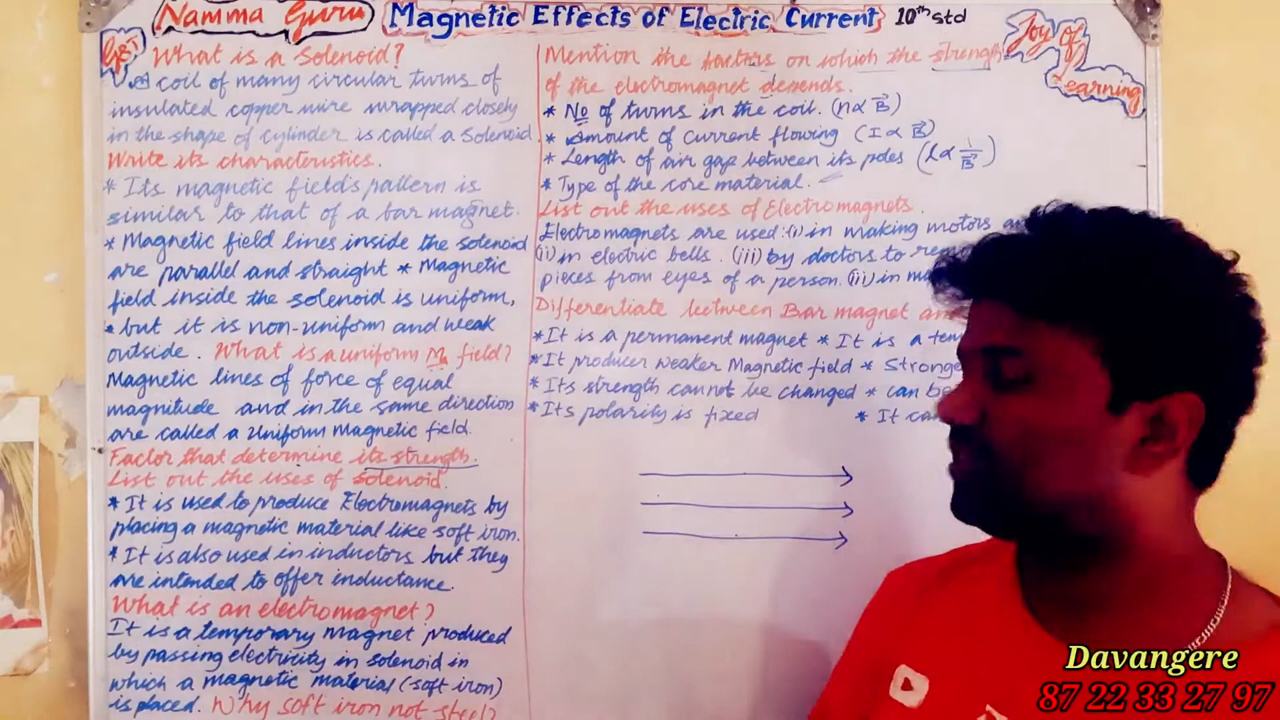 Namma Guru
Magnetic Effects of Electric Current 10th std
Joy of
Learning
What is a Solenoid?
A coil of many circular turns of
insulated copper wire wrapped closely
in the shape of cylinder is called a Solenoid
Write its characteristics.
* Its magnetic field's pattern is
similar to that of a bar magnet.
* Magnetic field lines inside the solenoid
are parallel and straight * Magnetic
field inside the solenoid is uniform,
* but it is non-uniform and weak
outside. What is a uniform Ma field?
Magnetic lines of force of equal
magnitude and in the same direction
are called a Uniform Magnetic field.
Factor that determine its strength.
List out the uses of solenoid.
* It is used to produce Electromagnets by
placing a magnetic material like soft iron.
* It is also used in inductors but they
are intended to offer inductance.
What is an electromagnet?
It is a temporary magnet produced
by passing electricity in solenoid in
which a magnetic material (soft iron)
is placed. Why soft iron not steel?
Mention the factors on which the strength
of the electromagnet depends.
* No of turns in the coil. (n ∝ B⃗)
* Amount of current flowing (I ∝ B⃗)
* Length of air gap between its poles (l ∝ 1/B⃗)
* Type of the core material.
List out the uses of Electromagnets.
Electromagnets are used: (i) in making motors
(ii) in electric bells. (iii) by doctors to
pieces from eyes of a person. (iii) in
Differentiate between Bar magnet
* It is a permanent magnet * It is a
* It producer weaker Magnetic field *
* Its strength cannot be changed * can be
* Its polarity is fixed * It
Davangere
87 22 33 27 97